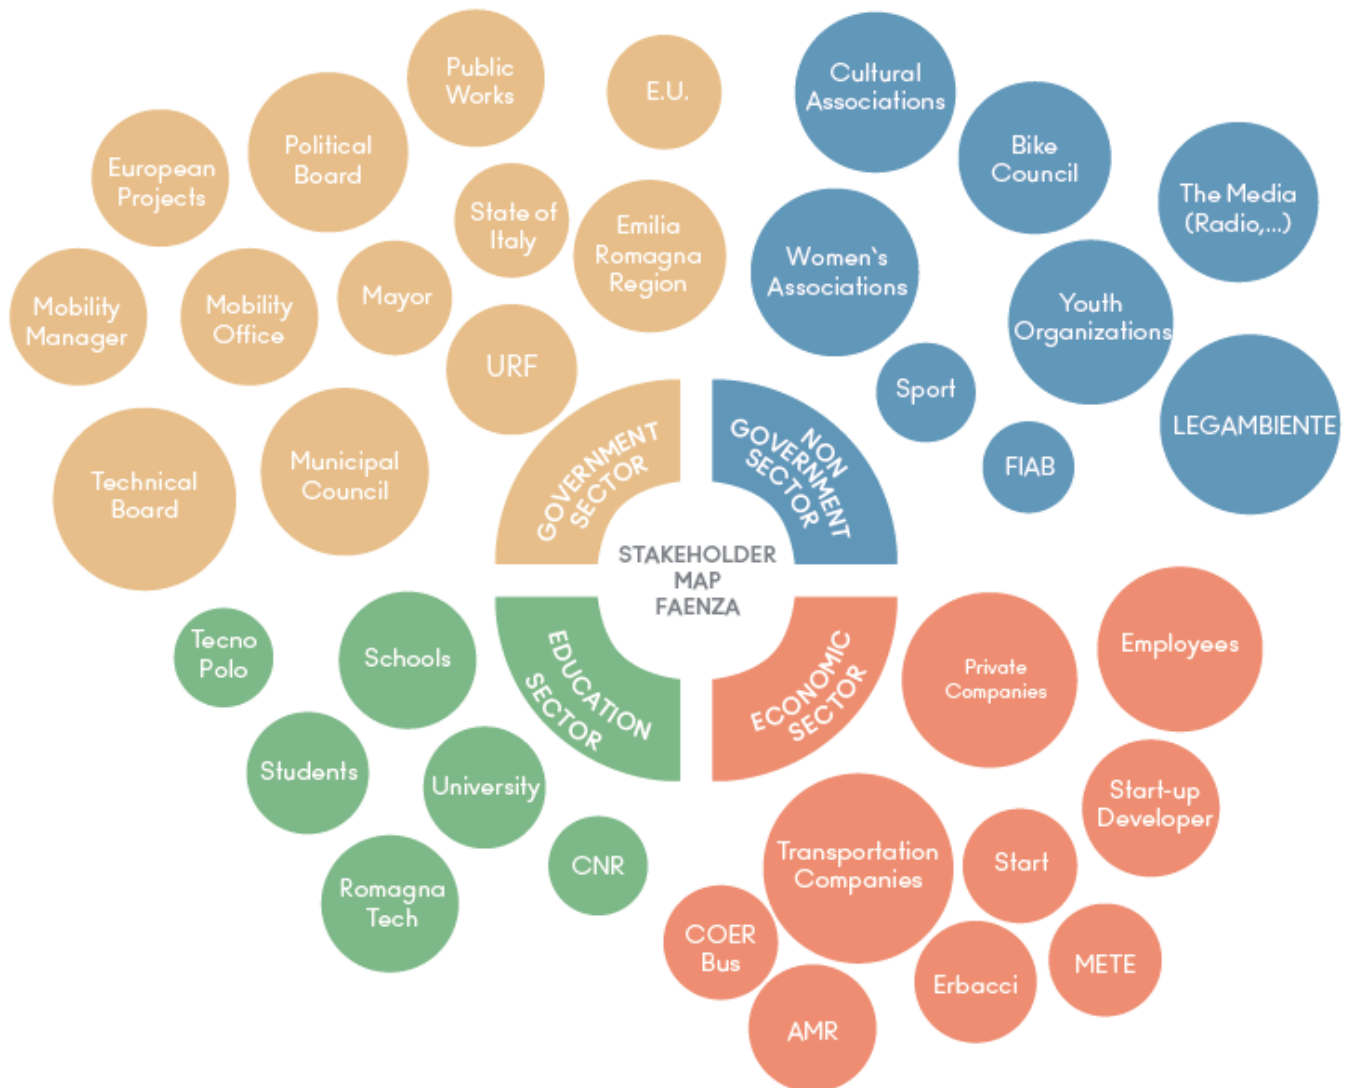 Public
Works
E.U.
European
Projects
Political
Board
State of
Italy
Emilia
Romagna
Region
Mobility
Manager
Mobility
Office
Mayor
URF
Technical
Board
Municipal
Council
GOVERNMENT
SECTOR
Cultural
Associations
Bike
Council
The Media
(Radio,...)
Women`s
Associations
Youth
Organizations
Sport
FIAB
LEGAMBIENTE
NON
GOVERNMENT
SECTOR
STAKEHOLDER
MAP
FAENZA
Tecno
Polo
Schools
EDUCATION
SECTOR
Students
University
Romagna
Tech
CNR
ECONOMIC
SECTOR
Private
Companies
Employees
Start-up
Developer
Transportation
Companies
Start
COER
Bus
AMR
Erbacci
METE